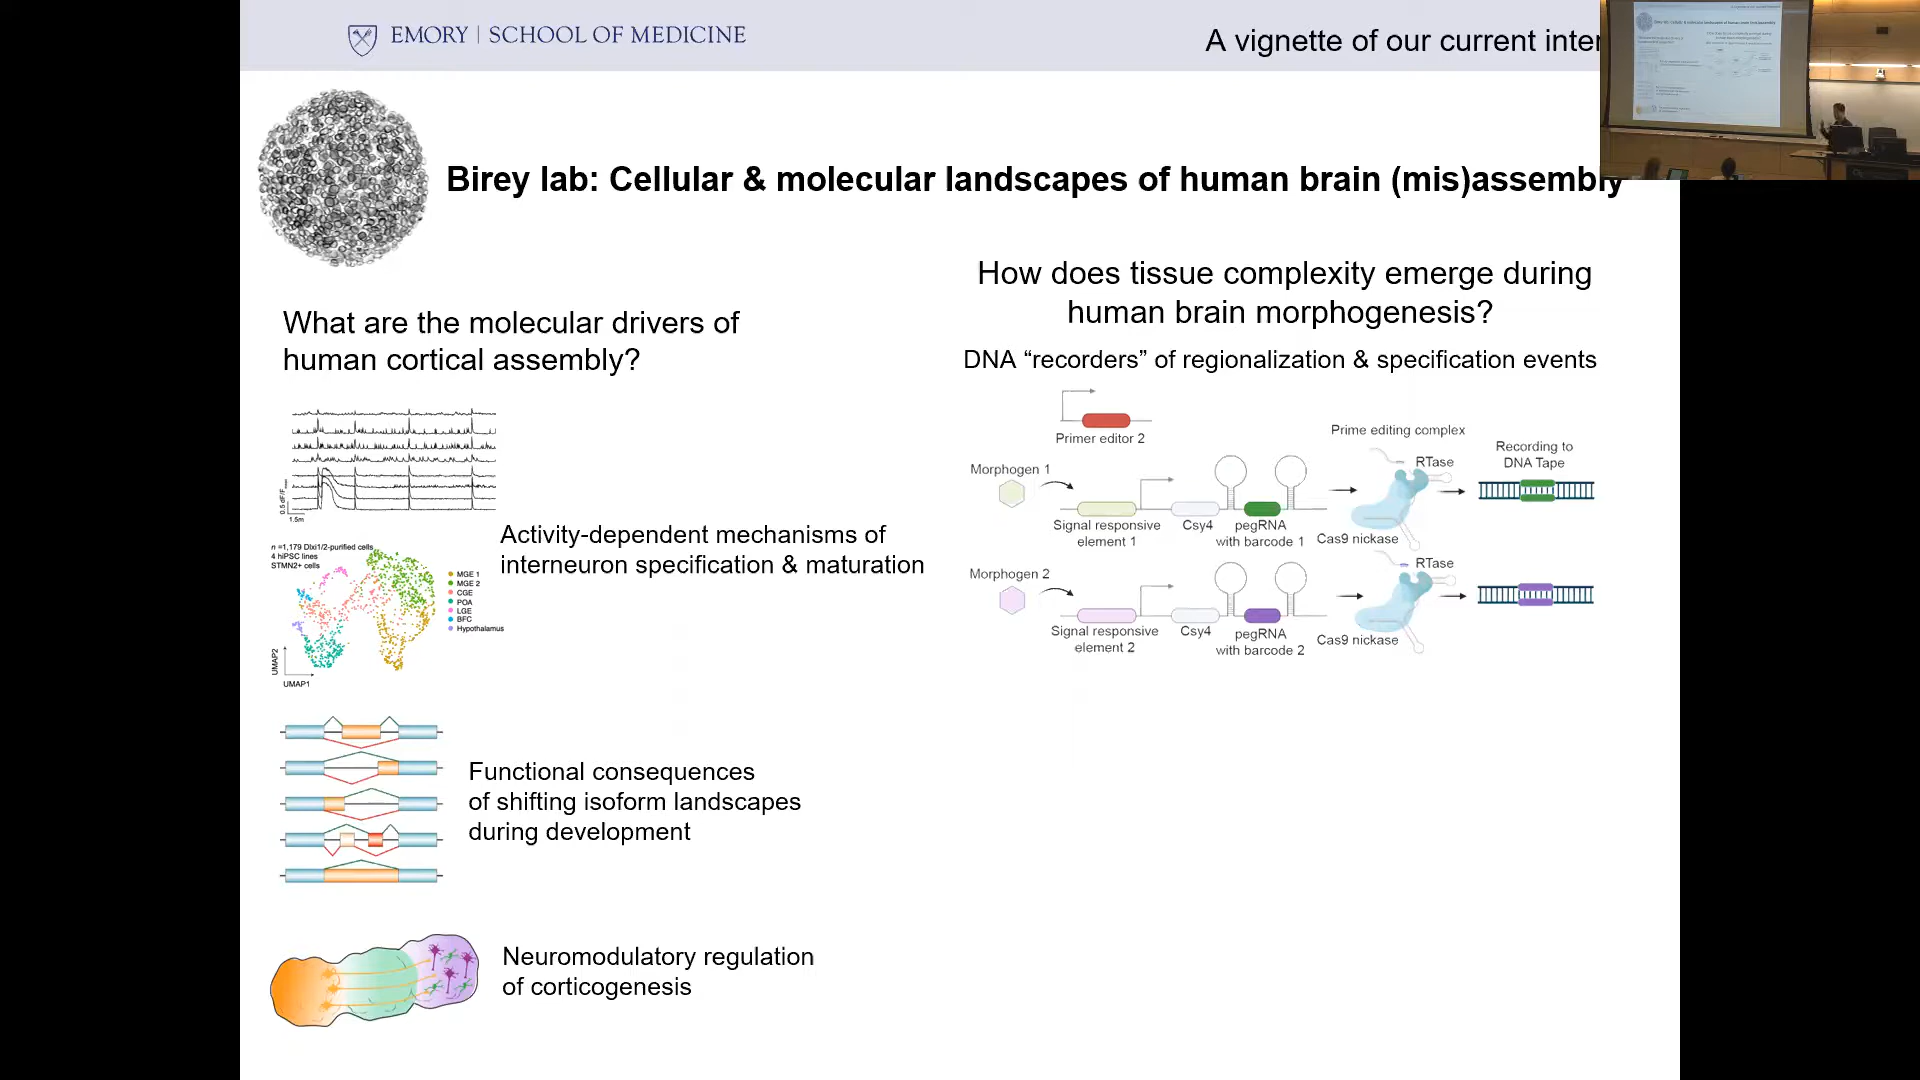 EMORY | SCHOOL OF MEDICINE
A vignette of our current
Birey lab: Cellular & molecular landscapes of human brain (mis)assembly
What are the molecular drivers of
human cortical assembly?
0.5 dF/F
1.5m
n =1,179 Dlxi1/2-purified cells
4 hiPSC lines
STMN2+ cells
MGE 1
MGE 2
CGE
POA
LGE
BFC
Hypothalamus
UMAP2
UMAP1
Activity-dependent mechanisms of
interneuron specification & maturation
Functional consequences
of shifting isoform landscapes
during development
Neuromodulatory regulation
of corticogenesis
How does tissue complexity emerge during
human brain morphogenesis?
DNA “recorders” of regionalization & specification events
Primer editor 2
Morphogen 1
Signal responsive
element 1
Csy4
pegRNA
with barcode 1
Prime editing complex
RTase
Cas9 nickase
Recording to
DNA Tape
Morphogen 2
Signal responsive
element 2
Csy4
pegRNA
with barcode 2
RTase
Cas9 nickase